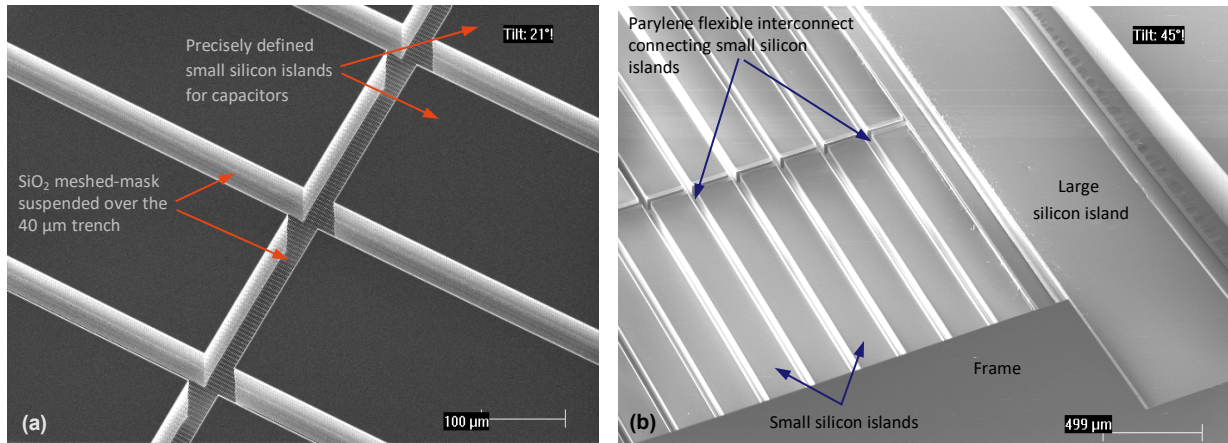 Precisely defined
small silicon islands
for capacitors
Tilt: 21°!
SiO₂ meshed-mask
suspended over the
40 µm trench
(a)
100 µm
Parylene flexible interconnect
connecting small silicon
islands
Tilt: 45°!
Large
silicon island
Frame
Small silicon islands
(b)
499 µm